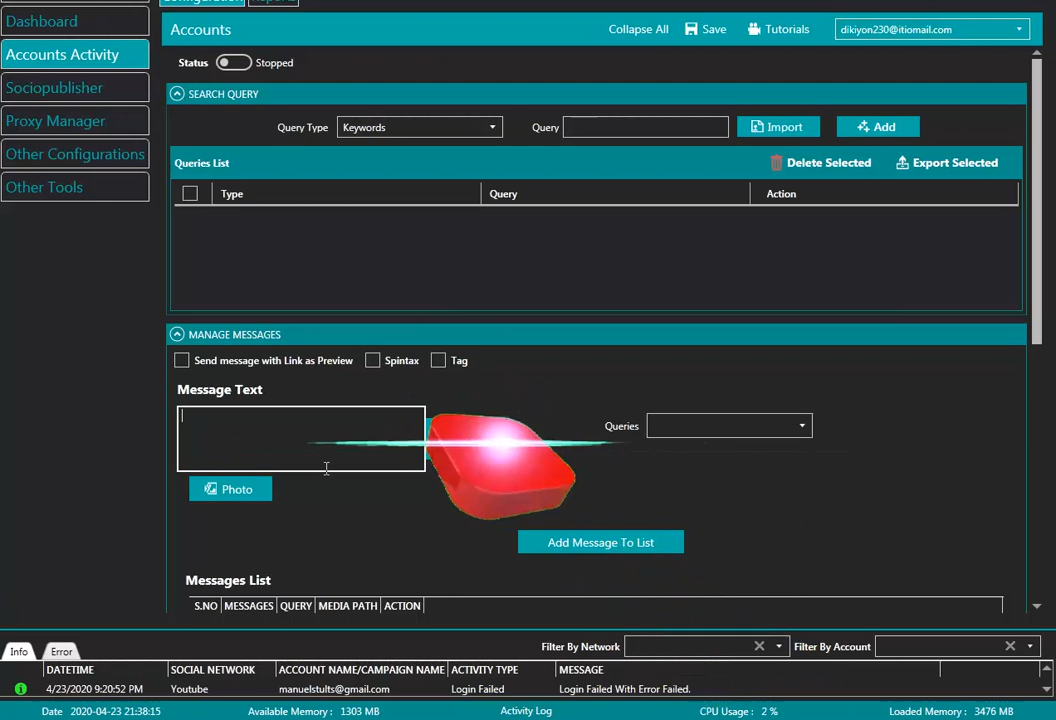 Configuration Reports
Dashboard
Accounts Activity
Sociopublisher
Proxy Manager
Other Configurations
Other Tools
Accounts Collapse All Save Tutorials dikiyon230@itiomail.com
Status Stopped
SEARCH QUERY
Query Type Keywords Query Import Add
Queries List Delete Selected Export Selected
Type Query Action
MANAGE MESSAGES
Send message with Link as Preview Spintax Tag
Message Text
Queries
Photo
Add Message To List
Messages List
S.NO MESSAGES QUERY MEDIA PATH ACTION
Info Error Filter By Network Filter By Account
DATETIME SOCIAL NETWORK ACCOUNT NAME/CAMPAIGN NAME ACTIVITY TYPE MESSAGE
4/23/2020 9:20:52 PM Youtube manuelstults@gmail.com Login Failed Login Failed With Error Failed.
Date 2020-04-23 21:38:15 Available Memory : 1303 MB Activity Log CPU Usage : 2 % Loaded Memory : 3476 MB